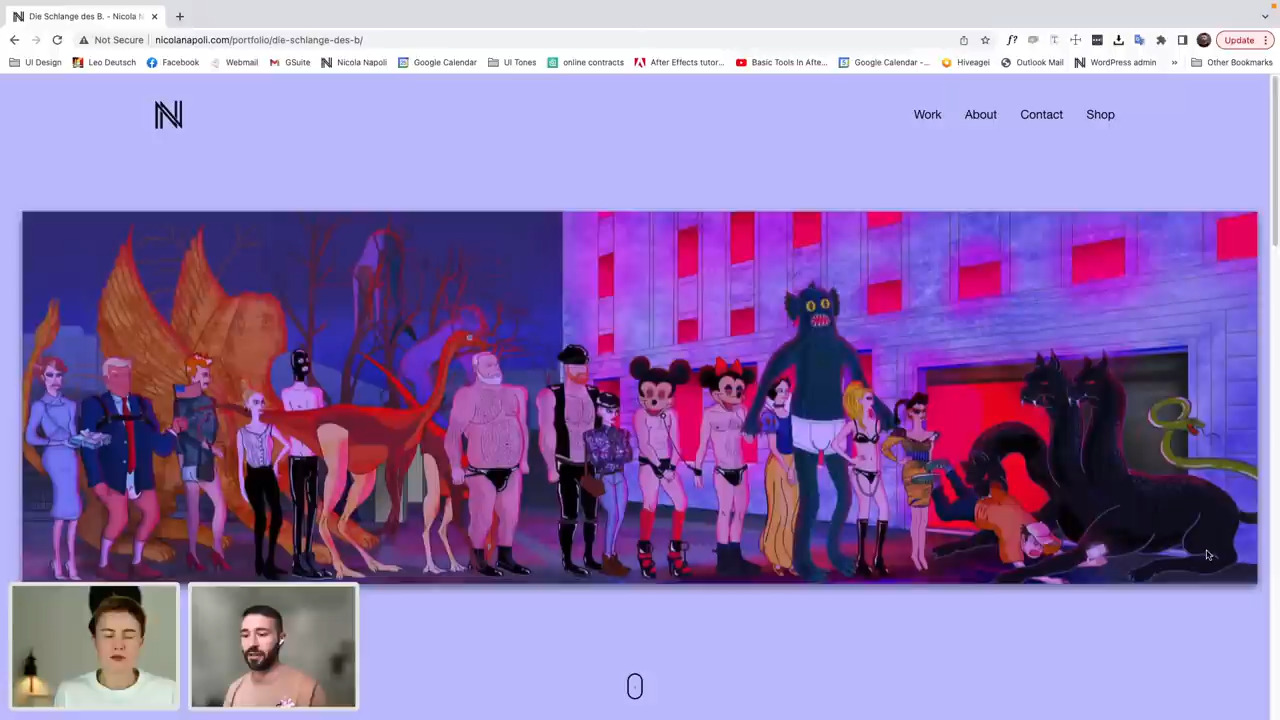 Die Schlange des B. - Nicola N
Not Secure
nicolanapoli.com/portfolio/die-schlange-des-b/
Update
UI Design
Leo Deutsch
Facebook
Webmail
GSuite
Nicola Napoli
Google Calendar
UI Tones
online contracts
After Effects tutor...
Basic Tools In Afte...
Google Calendar -...
Hiveagei
Outlook Mail
WordPress admin
»
Other Bookmarks
N
Work
About
Contact
Shop